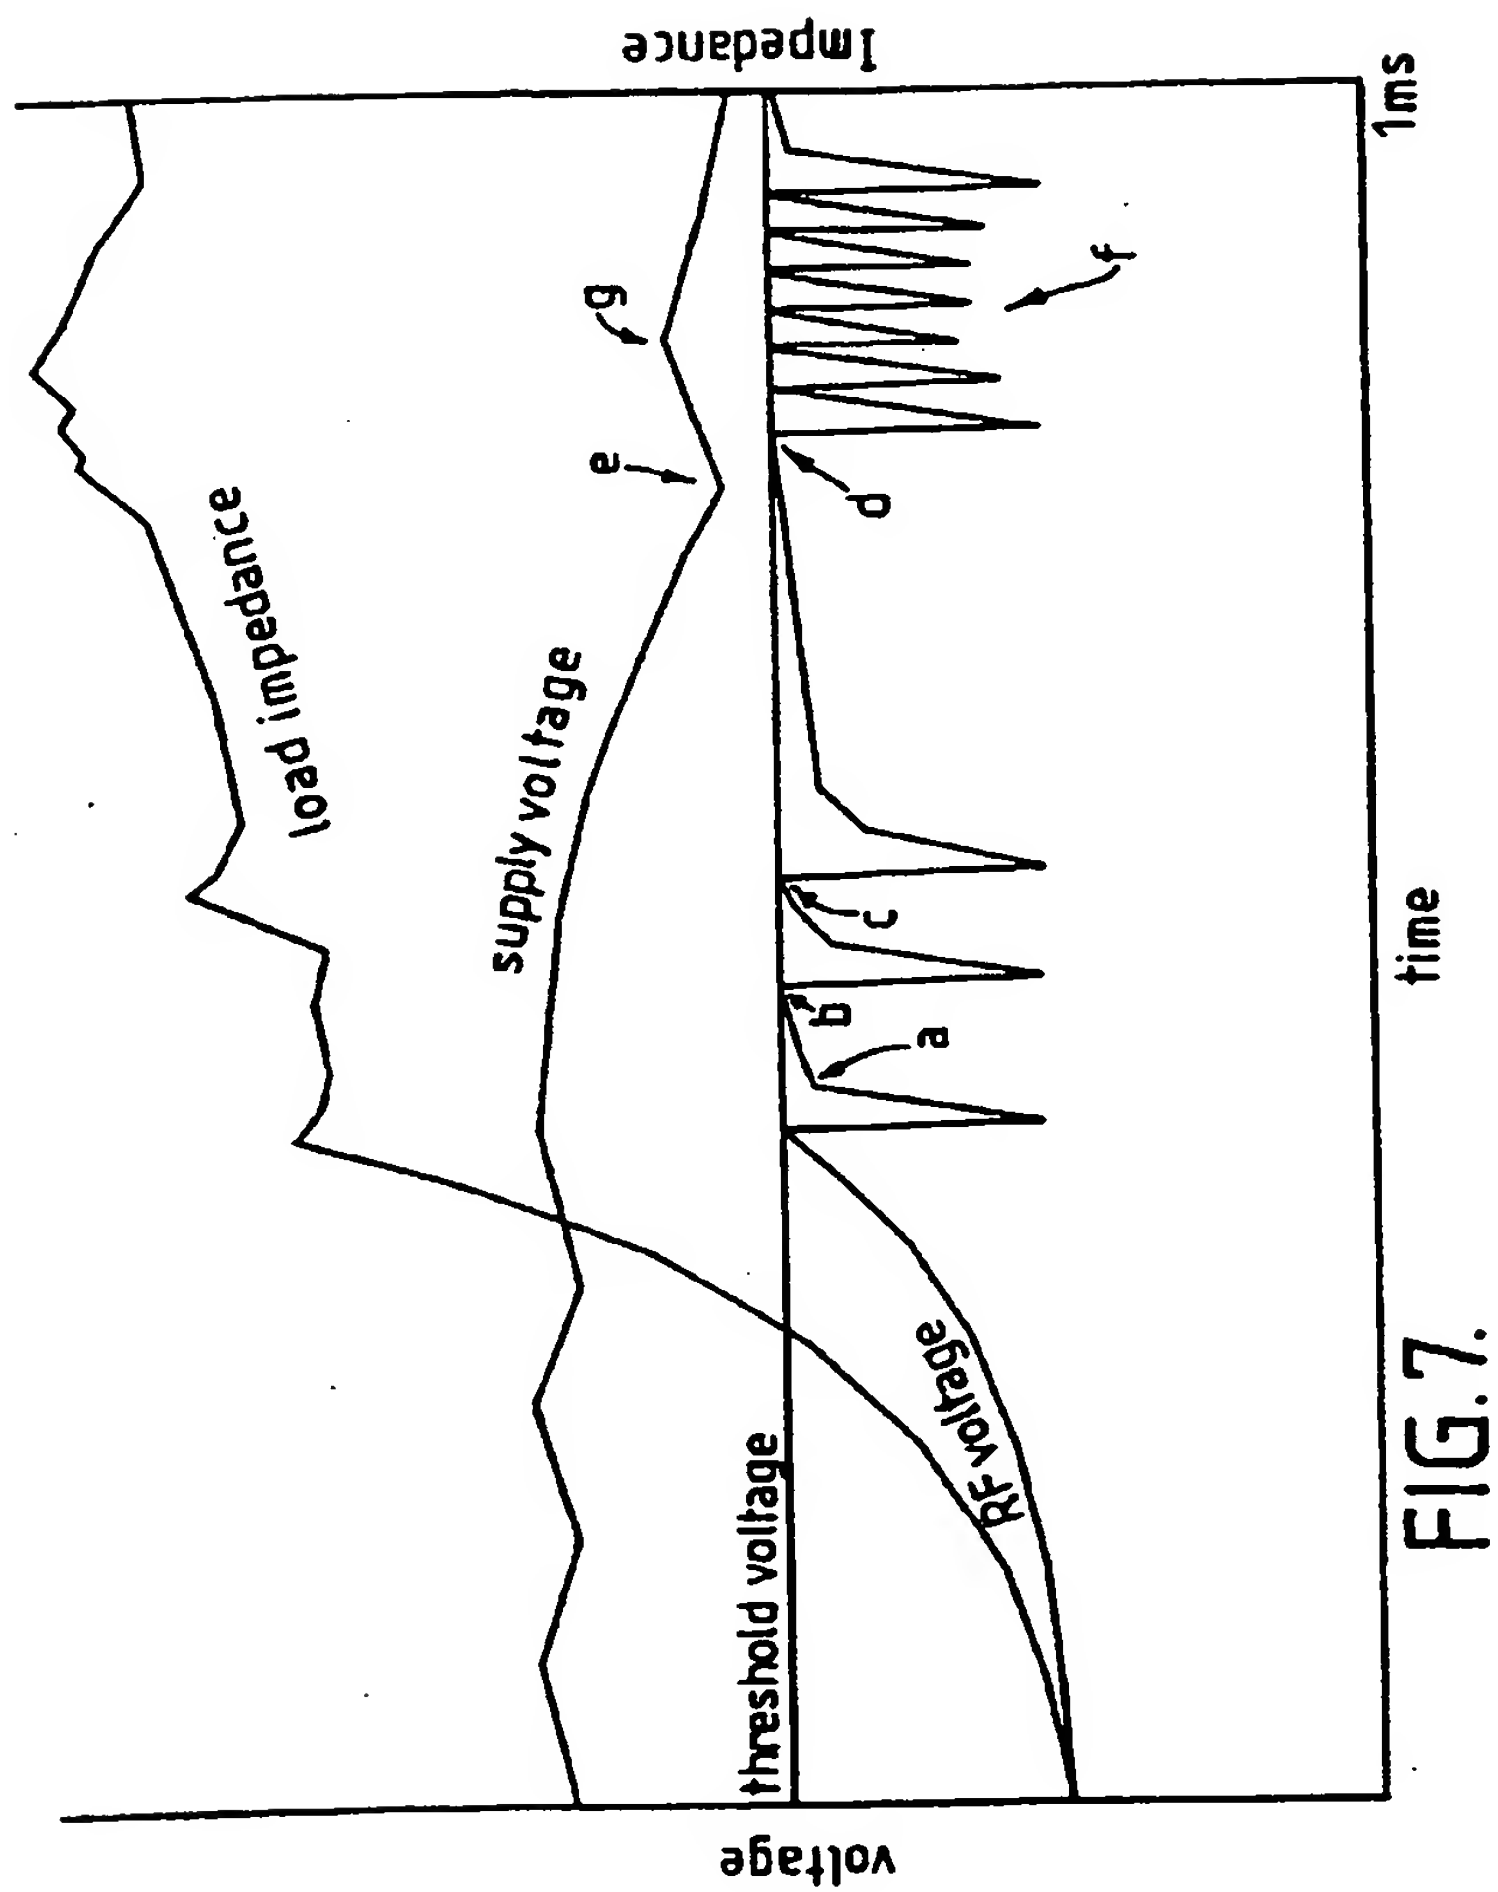 voltage
Impedance
load impedance
supply voltage
threshold voltage
RF voltage
a
b
c
d
e
f
g
time
1ms
FIG.7.